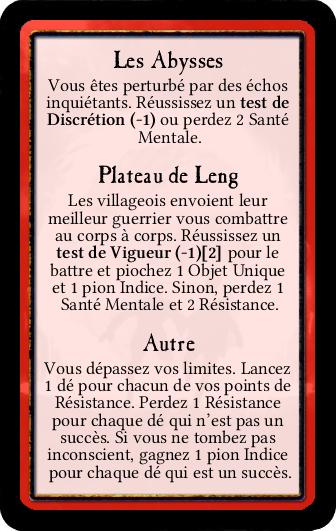 Les Abysses
Vous êtes perturbé par des échos
inquiétants. Réussissez un test de
Discrétion (-1) ou perdez 2 Santé
Mentale.
Plateau de Leng
Les villageois envoient leur
meilleur guerrier vous combattre
au corps à corps. Réussissez un
test de Vigueur (-1)[2] pour le
battre et piochez 1 Objet Unique
et 1 pion Indice. Sinon, perdez 1
Santé Mentale et 2 Résistance.
Autre
Vous dépassez vos limites. Lancez
1 dé pour chacun de vos points de
Résistance. Perdez 1 Résistance
pour chaque dé qui n'est pas un
succès. Si vous ne tombez pas
inconscient, gagnez 1 pion Indice
pour chaque dé qui est un succès.